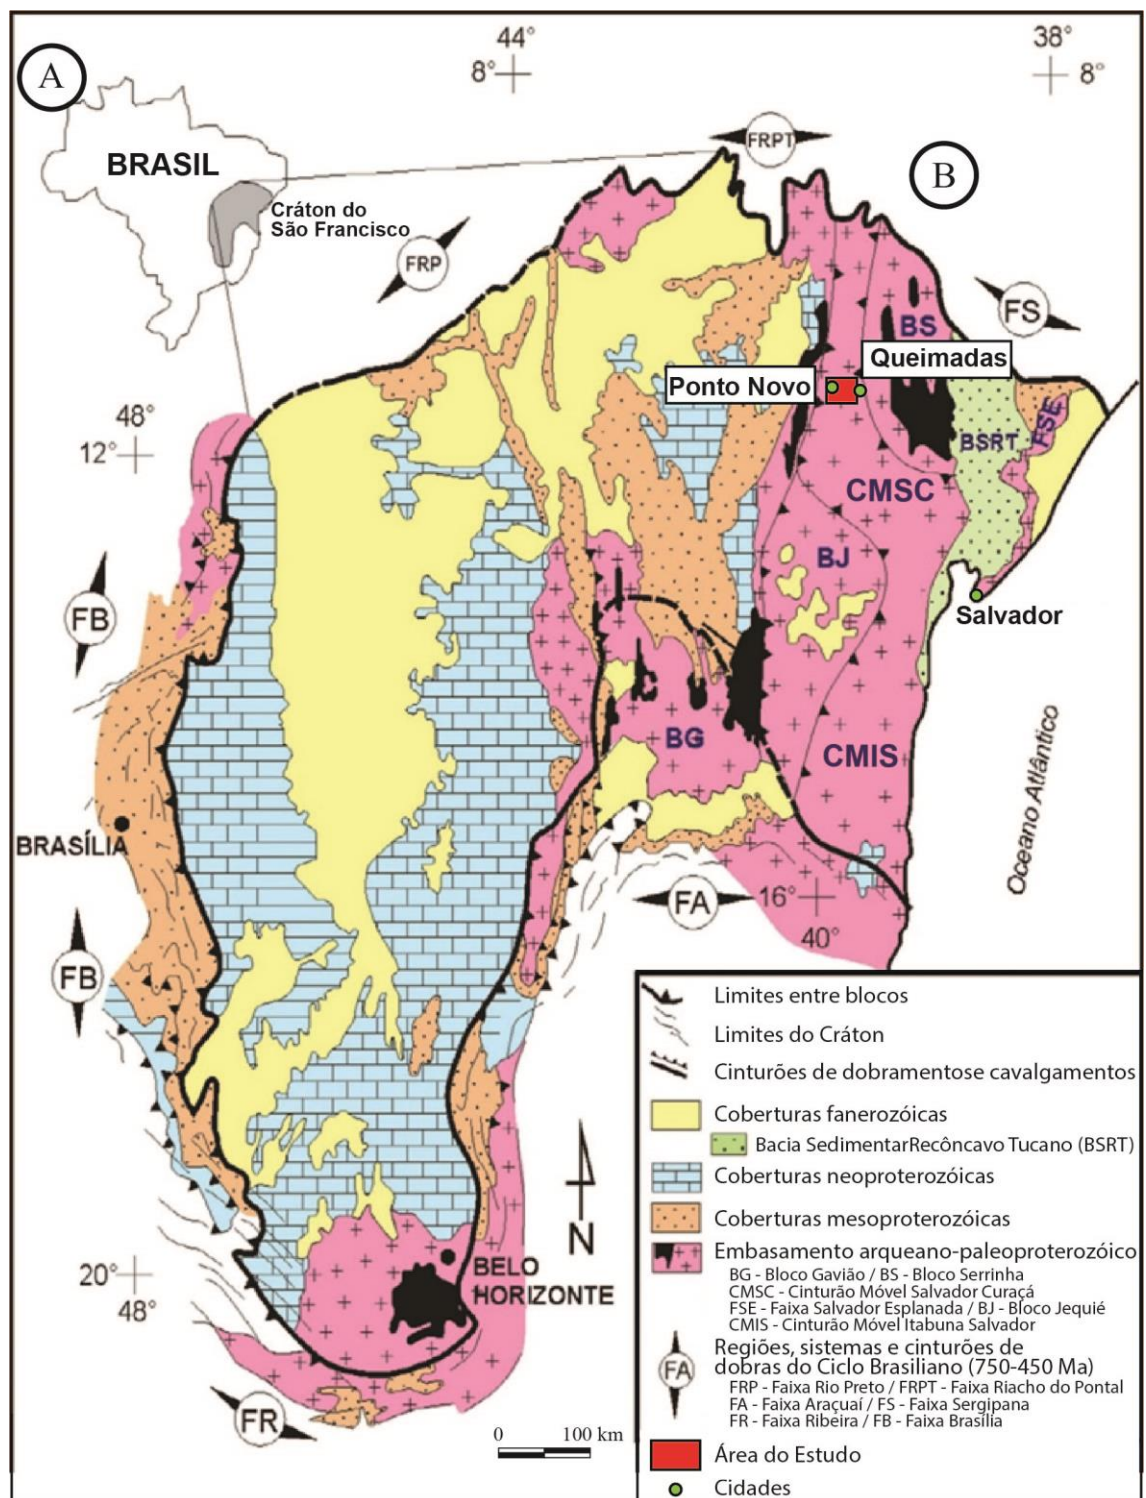 A
44°
38°
8°
8°
BRASIL
FRPT
B
Cráton do
São Francisco
FRP
FS
BS
Queimadas
Ponto Novo
48°
12°
BSRT
FSE
CMSC
BJ
FB
Salvador
BG
CMIS
Oceano Atlântico
BRASÍLIA
FA
16°
40°
FB
Limites entre blocos
Limites do Cráton
Cinturões de dobramentose cavalgamentos
Coberturas fanerozóicas
Bacia SedimentarRecôncavo Tucano (BSRT)
Coberturas neoproterozóicas
Coberturas mesoproterozóicas
Embasamento arqueano-paleoproterozóico
BG - Bloco Gavião / BS - Bloco Serrinha
CMSC - Cinturão Móvel Salvador Curaçá
FSE - Faixa Salvador Esplanada / BJ - Bloco Jequié
CMIS - Cinturão Móvel Itabuna Salvador
FA
Regiões, sistemas e cinturões de
dobras do Ciclo Brasiliano (750-450 Ma)
FRP - Faixa Rio Preto / FRPT - Faixa Riacho do Pontal
FA - Faixa Araçuaí / FS - Faixa Sergipana
FR - Faixa Ribeira / FB - Faixa Brasília
Área do Estudo
Cidades
N
BELO
HORIZONTE
20°
48°
FR
0
100 km